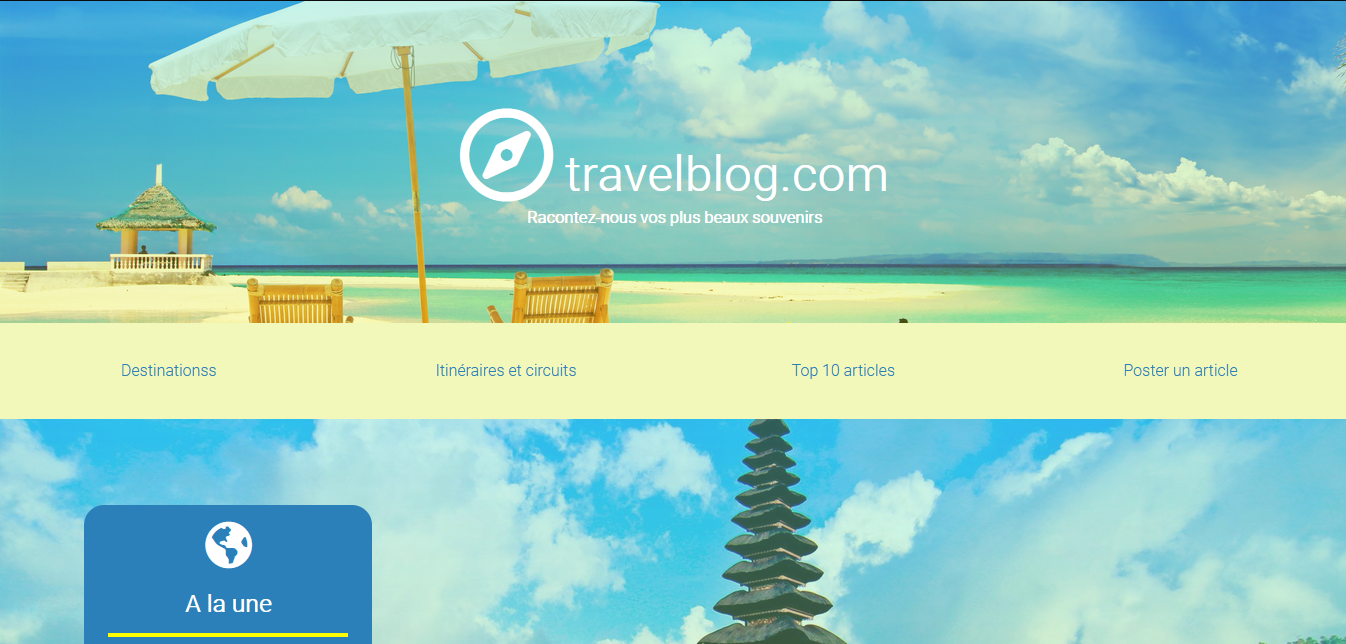 travelblog.com
Racontez-nous vos plus beaux souvenirs
Destinationss Itinéraires et circuits Top 10 articles Poster un article
A la une